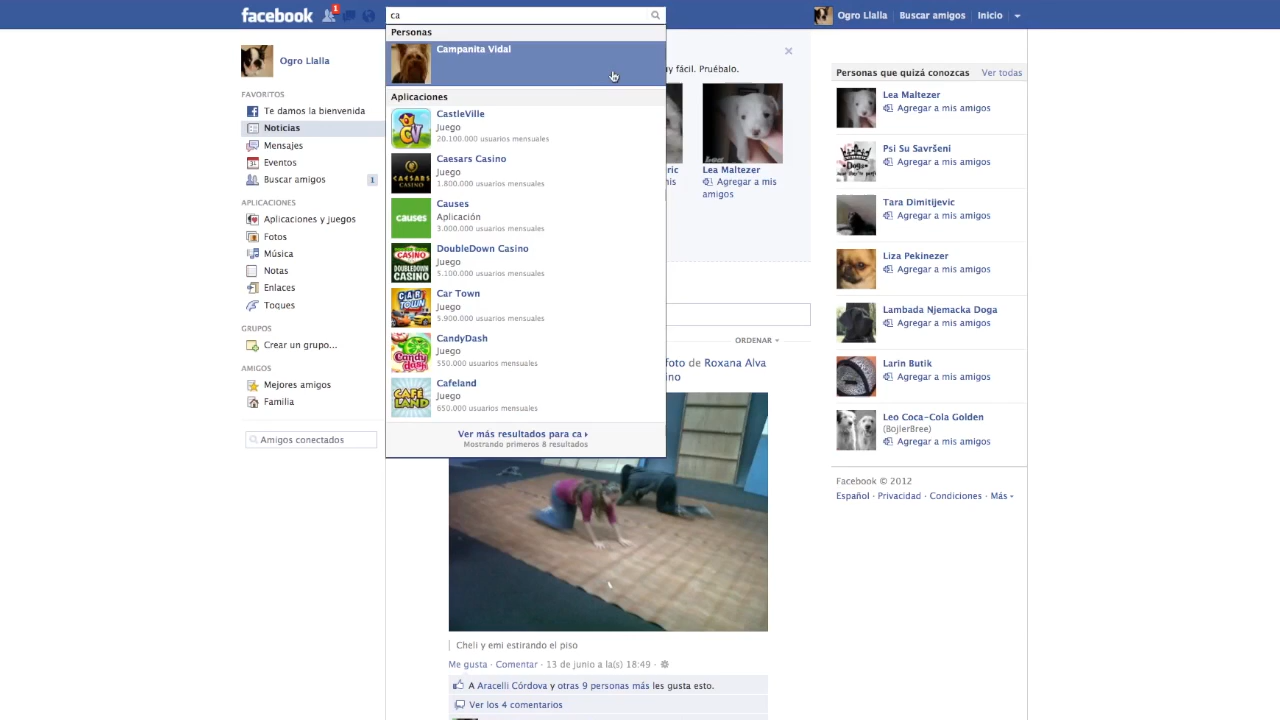 facebook
1
ca
Ogro Llalla
Buscar amigos
Inicio
Ogro Llalla
FAVORITOS
Te damos la bienvenida
Noticias
Mensajes
Eventos
Buscar amigos
1
APLICACIONES
Aplicaciones y juegos
Fotos
Música
Notas
Enlaces
Toques
GRUPOS
Crear un grupo...
AMIGOS
Mejores amigos
Familia
Amigos conectados
Personas
Campanita Vidal
Aplicaciones
CastleVille
Juego
20.100.000 usuarios mensuales
Caesars Casino
Juego
1.800.000 usuarios mensuales
Causes
Aplicación
3.000.000 usuarios mensuales
DoubleDown Casino
Juego
5.100.000 usuarios mensuales
Car Town
Juego
5.900.000 usuarios mensuales
CandyDash
Juego
550.000 usuarios mensuales
Cafeland
Juego
650.000 usuarios mensuales
Ver más resultados para ca
Mostrando primeros 8 resultados
uy fácil. Pruébalo.
ric
mis
Lea Maltezer
Agregar a mis
amigos
ORDENAR
foto de Roxana Alva
ino
Cheli y emi estirando el piso
Me gusta · Comentar · 13 de junio a la(s) 18:49 ·
A Aracelli Córdova y otras 9 personas más les gusta esto.
Ver los 4 comentarios
Personas que quizá conozcas
Ver todas
Lea Maltezer
Agregar a mis amigos
Psi Su Savršeni
Agregar a mis amigos
Tara Dimitijevic
Agregar a mis amigos
Liza Pekinezer
Agregar a mis amigos
Lambada Njemacka Doga
Agregar a mis amigos
Larin Butik
Agregar a mis amigos
Leo Coca-Cola Golden
(BojlerBree)
Agregar a mis amigos
Facebook © 2012
Español · Privacidad · Condiciones · Más